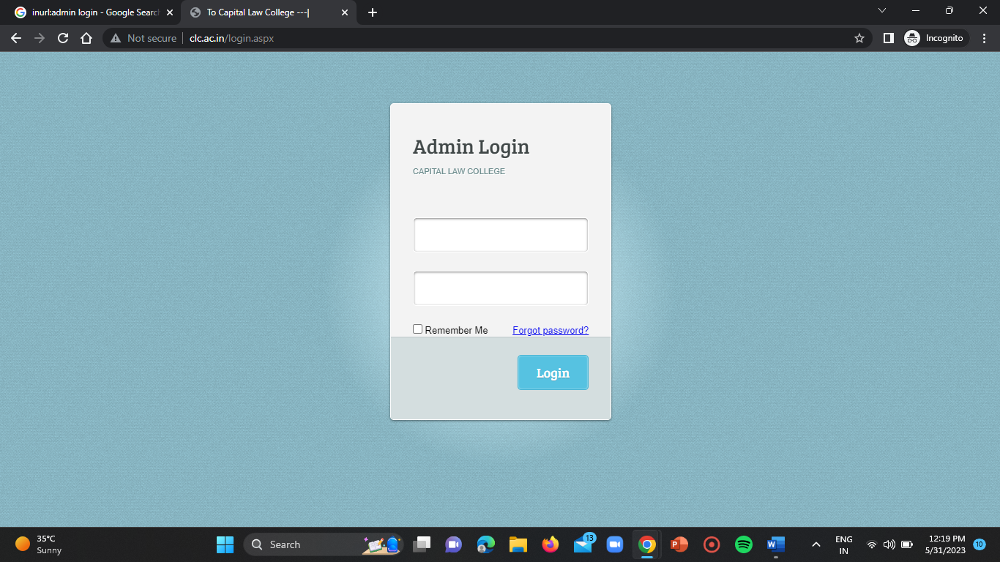 inurl:admin login - Google Search
To Capital Law College ---|
Not secure
clc.ac.in/login.aspx
Incognito
Admin Login
CAPITAL LAW COLLEGE
Remember Me
Forgot password?
Login
35°C
Sunny
Search
13
ENG
IN
12:19 PM
5/31/2023
10